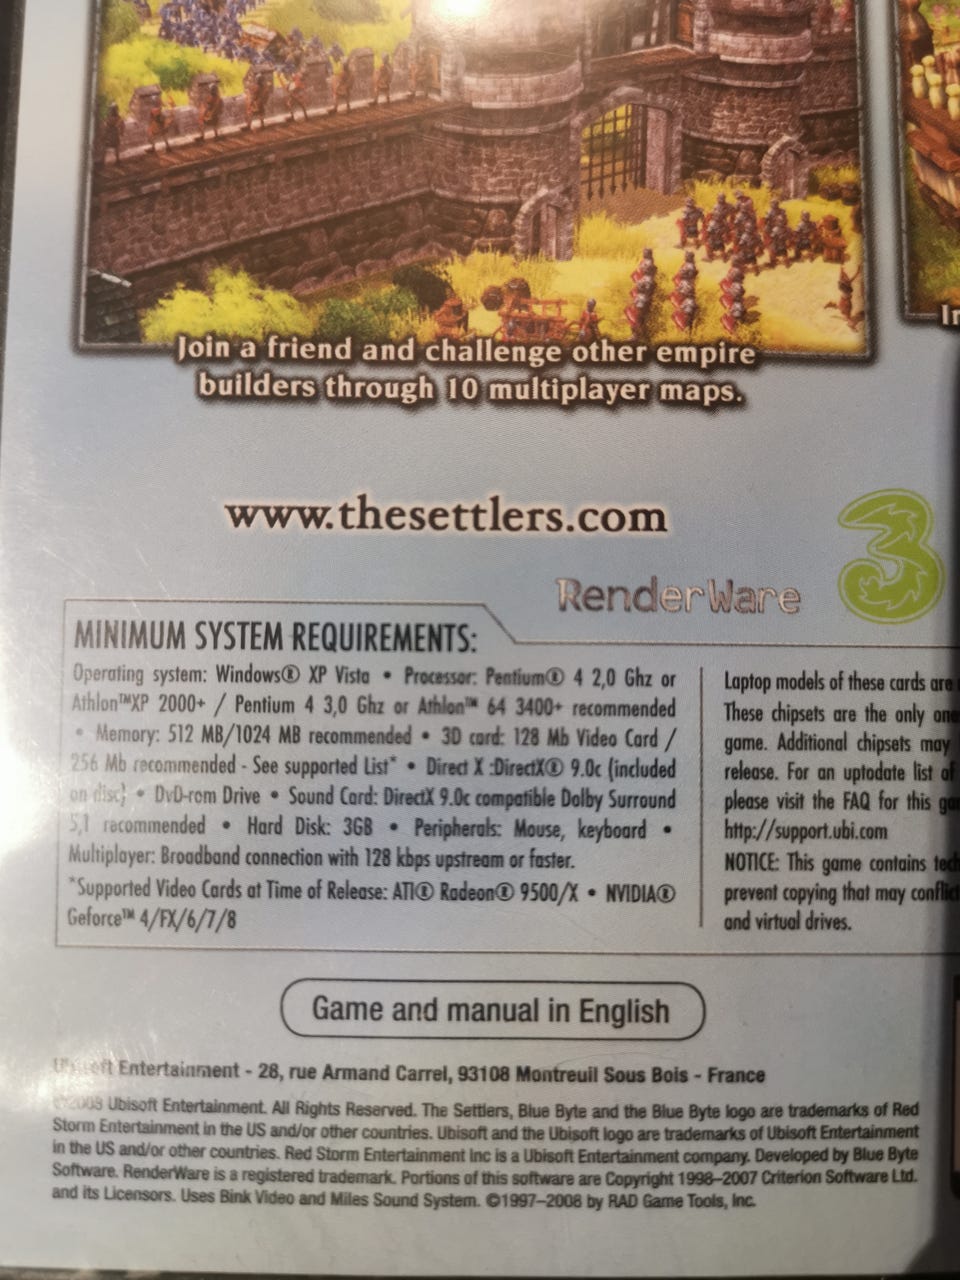 Join a friend and challenge other empire
builders through 10 multiplayer maps.
In
www.thesettlers.com
RenderWare
3
MINIMUM SYSTEM REQUIREMENTS:
Operating system: Windows® XP Vista • Processor: Pentium® 4 2,0 Ghz or
Athlon™XP 2000+ / Pentium 4 3,0 Ghz or Athlon™ 64 3400+ recommended
• Memory: 512 MB/1024 MB recommended • 3D card: 128 Mb Video Card /
256 Mb recommended - See supported List* • Direct X :DirectX® 9.0c (included
on disc) • DvD-rom Drive • Sound Card: DirectX 9.0c compatible Dolby Surround
5,1 recommended • Hard Disk: 3GB • Peripherals: Mouse, keyboard •
Multiplayer: Broadband connection with 128 kbps upstream or faster.
*Supported Video Cards at Time of Release: ATI® Radeon® 9500/X • NVIDIA®
Geforce™ 4/FX/6/7/8
Laptop models of these cards are
These chipsets are the only
game. Additional chipsets may
release. For an uptodate list of
please visit the FAQ for this
http://support.ubi.com
NOTICE: This game contains
prevent copying that may
and virtual drives.
Game and manual in English
Ubisoft Entertainment - 28, rue Armand Carrel, 93108 Montreuil Sous Bois - France
©2008 Ubisoft Entertainment. All Rights Reserved. The Settlers, Blue Byte and the Blue Byte logo are trademarks of Red
Storm Entertainment in the US and/or other countries. Ubisoft and the Ubisoft logo are trademarks of Ubisoft Entertainment
in the US and/or other countries. Red Storm Entertainment Inc is a Ubisoft Entertainment company. Developed by Blue Byte
Software. RenderWare is a registered trademark. Portions of this software are Copyright 1998–2007 Criterion Software Ltd.
and its Licensors. Uses Bink Video and Miles Sound System. ©1997–2008 by RAD Game Tools, Inc.